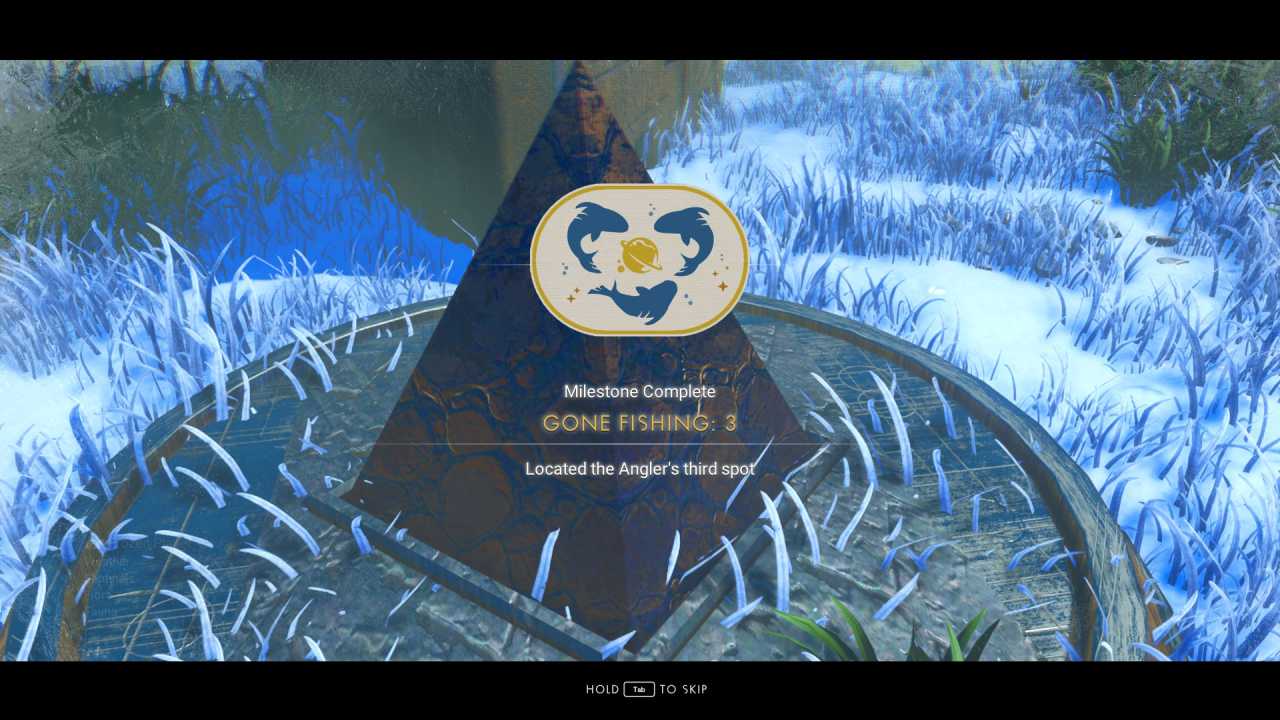 Milestone Complete
GONE FISHING: 3
Located the Angler's third spot
HOLD Tab TO SKIP